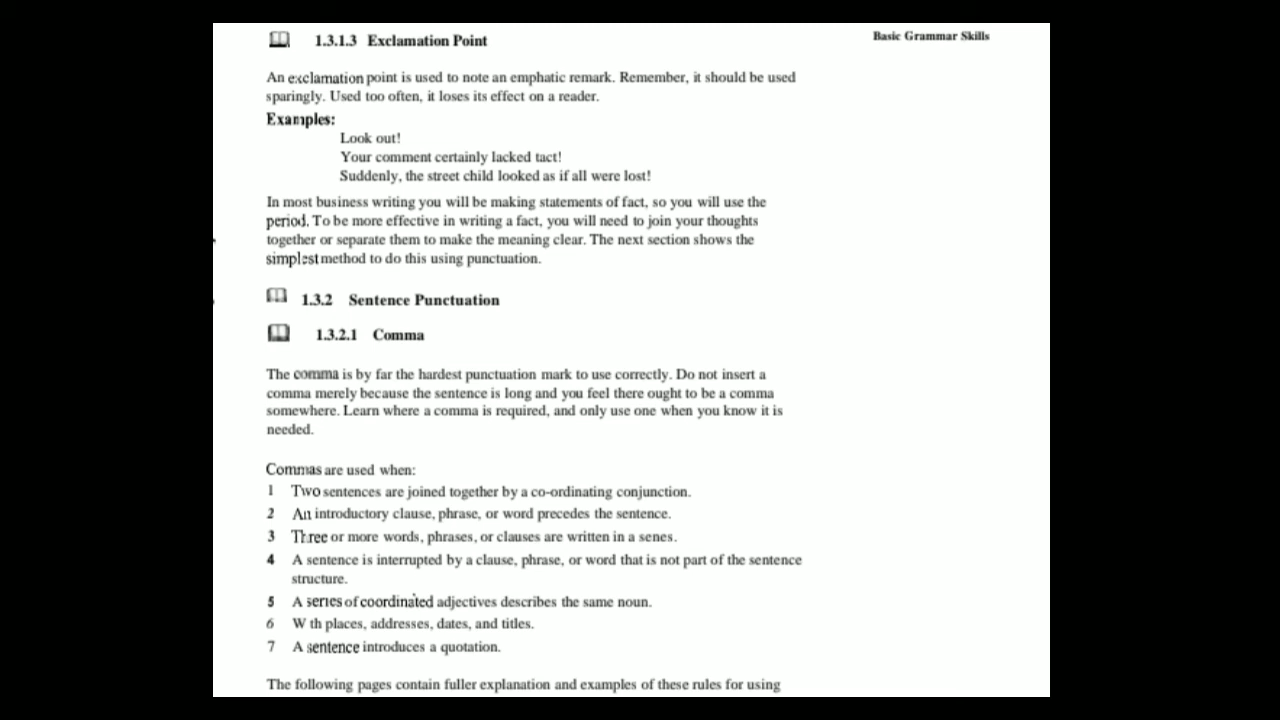 1.3.1.3 Exclamation Point
Basic Grammar Skills
An exclamation point is used to note an emphatic remark. Remember, it should be used
sparingly. Used too often, it loses its effect on a reader.
Examples:
Look out!
Your comment certainly lacked tact!
Suddenly, the street child looked as if all were lost!
In most business writing you will be making statements of fact, so you will use the
period. To be more effective in writing a fact, you will need to join your thoughts
together or separate them to make the meaning clear. The next section shows the
simplest method to do this using punctuation.
1.3.2 Sentence Punctuation
1.3.2.1 Comma
The comma is by far the hardest punctuation mark to use correctly. Do not insert a
comma merely because the sentence is long and you feel there ought to be a comma
somewhere. Learn where a comma is required, and only use one when you know it is
needed.
Commas are used when:
1 Two sentences are joined together by a co-ordinating conjunction.
2 An introductory clause, phrase, or word precedes the sentence.
3 Three or more words, phrases, or clauses are written in a senes.
4 A sentence is interrupted by a clause, phrase, or word that is not part of the sentence
structure.
5 A series of coordinated adjectives describes the same noun.
6 W th places, addresses, dates, and titles.
7 A sentence introduces a quotation.
The following pages contain fuller explanation and examples of these rules for using